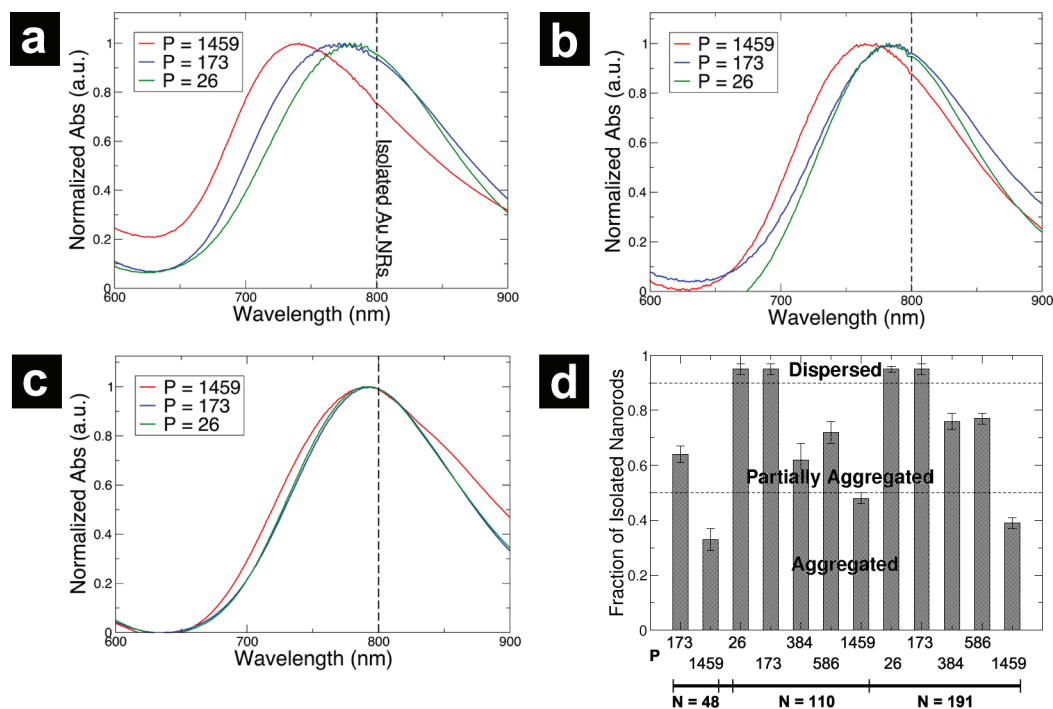 a
Normalized Abs (a.u.)
1
0.8
0.6
0.4
0.2
0
P = 1459
P = 173
P = 26
Isolated Au NRs
600
700
800
900
Wavelength (nm)
b
Normalized Abs (a.u.)
1
0.8
0.6
0.4
0.2
0
P = 1459
P = 173
P = 26
600
700
800
900
Wavelength (nm)
c
Normalized Abs (a.u.)
1
0.8
0.6
0.4
0.2
0
P = 1459
P = 173
P = 26
600
700
800
900
Wavelength (nm)
d
Fraction of Isolated Nanorods
1
0.8
0.6
0.4
0.2
0
Dispersed
Partially Aggregated
Aggregated
P
173 26 384 1459 173 586
1459 173 586 26 384 1459
N = 48 N = 110 N = 191